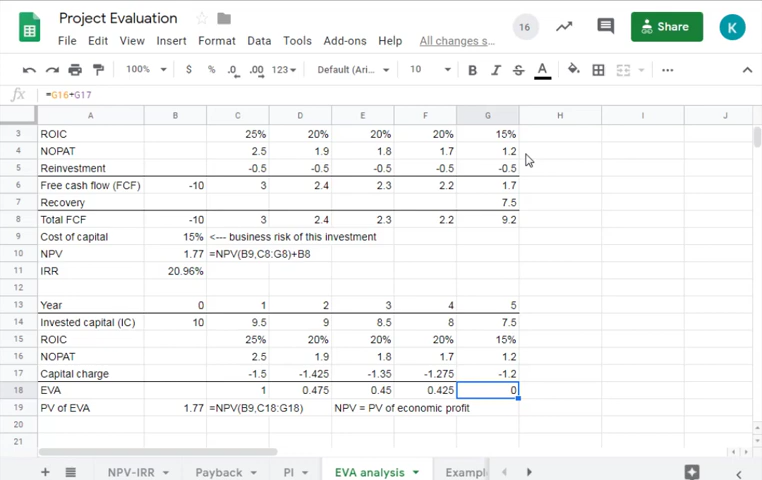 Project Evaluation
16
Share
K
File Edit View Insert Format Data Tools Add-ons Help All changes s...
100% $ % .0 .00 123 Default (Ari... 10 B I S A
fx =G16+G17
A B C D E F G H I J
3 ROIC 25% 20% 20% 20% 15%
4 NOPAT 2.5 1.9 1.8 1.7 1.2
5 Reinvestment -0.5 -0.5 -0.5 -0.5 -0.5
6 Free cash flow (FCF) -10 3 2.4 2.3 2.2 1.7
7 Recovery 7.5
8 Total FCF -10 3 2.4 2.3 2.2 9.2
9 Cost of capital 15% <--- business risk of this investment
10 NPV 1.77 =NPV(B9,C8:G8)+B8
11 IRR 20.96%
12
13 Year 0 1 2 3 4 5
14 Invested capital (IC) 10 9.5 9 8.5 8 7.5
15 ROIC 25% 20% 20% 20% 15%
16 NOPAT 2.5 1.9 1.8 1.7 1.2
17 Capital charge -1.5 -1.425 -1.35 -1.275 -1.2
18 EVA 1 0.475 0.45 0.425 0
19 PV of EVA 1.77 =NPV(B9,C18:G18) NPV = PV of economic profit
20
21
NPV-IRR Payback PI EVA analysis Exampl